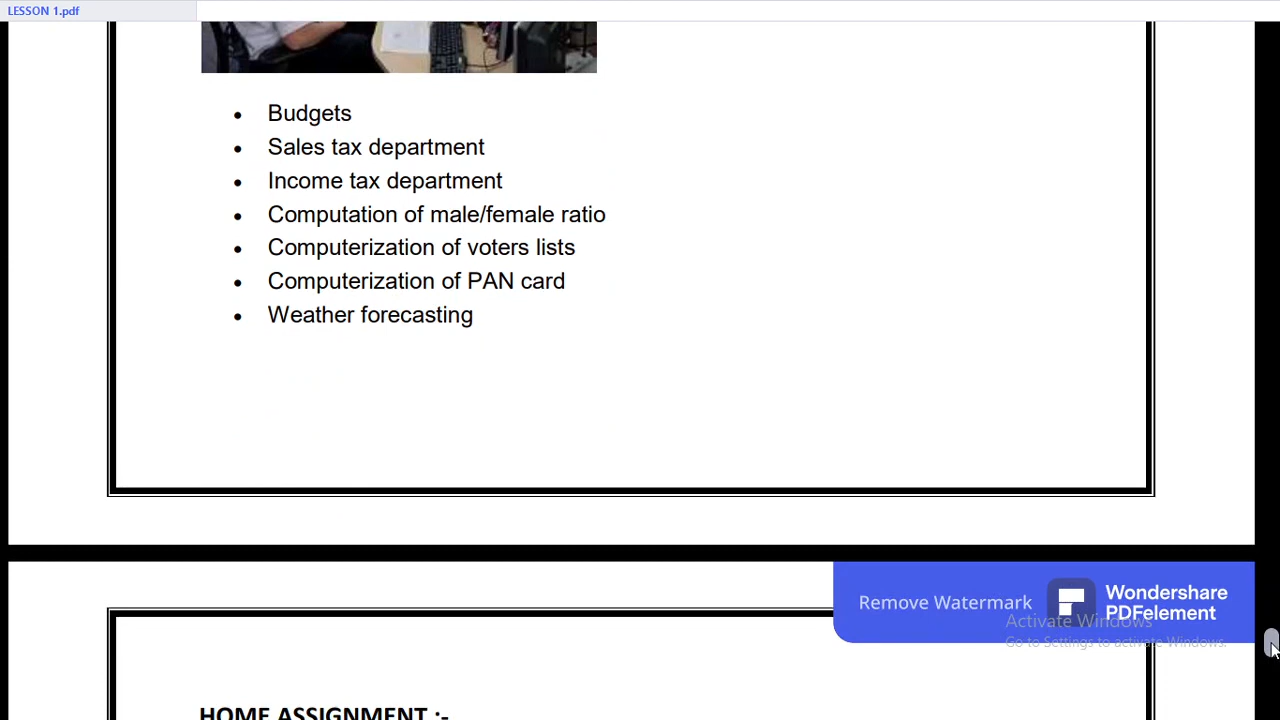 LESSON 1.pdf
• Budgets
• Sales tax department
• Income tax department
• Computation of male/female ratio
• Computerization of voters lists
• Computerization of PAN card
• Weather forecasting
Remove Watermark
Wondershare
PDFelement
Activate Windows
Go to Settings to activate Windows.
HOME ASSIGNMENT :-